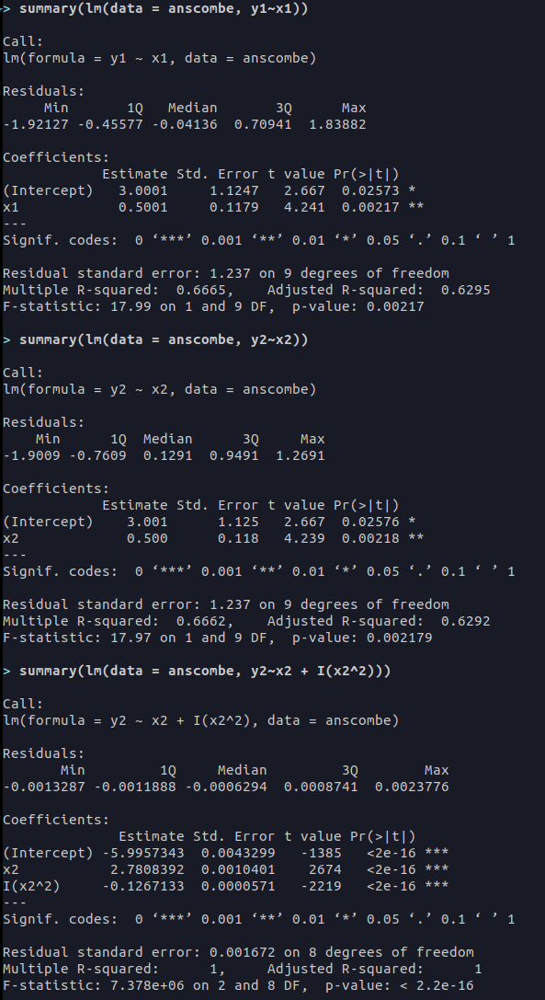 > summary(lm(data = anscombe, y1~x1))
Call:
lm(formula = y1 ~ x1, data = anscombe)
Residuals:
     Min       1Q   Median       3Q      Max
-1.92127 -0.45577 -0.04136  0.70941  1.83882
Coefficients:
            Estimate Std. Error t value Pr(>|t|)
(Intercept)   3.0001     1.1247   2.667  0.02573 *
x1            0.5001     0.1179   4.241  0.00217 **
---
Signif. codes:  0 ‘***’ 0.001 ‘**’ 0.01 ‘*’ 0.05 ‘.’ 0.1 ‘ ’ 1
Residual standard error: 1.237 on 9 degrees of freedom
Multiple R-squared:  0.6665,    Adjusted R-squared:  0.6295
F-statistic: 17.99 on 1 and 9 DF,  p-value: 0.00217
> summary(lm(data = anscombe, y2~x2))
Call:
lm(formula = y2 ~ x2, data = anscombe)
Residuals:
    Min      1Q  Median      3Q     Max
-1.9009 -0.7609  0.1291  0.9491  1.2691
Coefficients:
            Estimate Std. Error t value Pr(>|t|)
(Intercept)    3.001      1.125   2.667  0.02576 *
x2             0.500      0.118   4.239  0.00218 **
---
Signif. codes:  0 ‘***’ 0.001 ‘**’ 0.01 ‘*’ 0.05 ‘.’ 0.1 ‘ ’ 1
Residual standard error: 1.237 on 9 degrees of freedom
Multiple R-squared:  0.6662,    Adjusted R-squared:  0.6292
F-statistic: 17.97 on 1 and 9 DF,  p-value: 0.002179
> summary(lm(data = anscombe, y2~x2 + I(x2^2)))
Call:
lm(formula = y2 ~ x2 + I(x2^2), data = anscombe)
Residuals:
       Min         1Q     Median         3Q        Max
-0.0013287 -0.0011888 -0.0006294  0.0008741  0.0023776
Coefficients:
              Estimate Std. Error t value Pr(>|t|)
(Intercept) -5.9957343  0.0043299   -1385   <2e-16 ***
x2           2.7808392  0.0010401    2674   <2e-16 ***
I(x2^2)     -0.1267133  0.0000571   -2219   <2e-16 ***
---
Signif. codes:  0 ‘***’ 0.001 ‘**’ 0.01 ‘*’ 0.05 ‘.’ 0.1 ‘ ’ 1
Residual standard error: 0.001672 on 8 degrees of freedom
Multiple R-squared:      1,     Adjusted R-squared:      1
F-statistic: 7.378e+06 on 2 and 8 DF,  p-value: < 2.2e-16